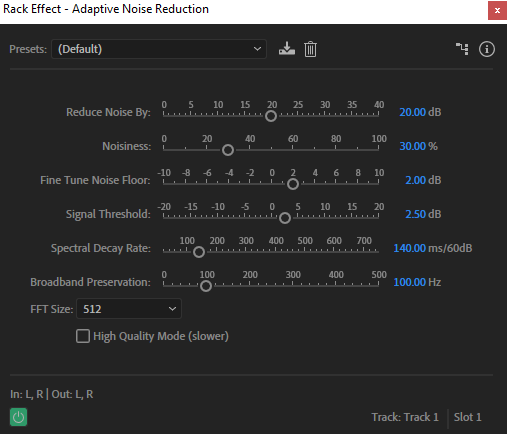 Rack Effect - Adaptive Noise Reduction x
Presets: (Default)
0 5 10 15 20 25 30 35 40
Reduce Noise By: 20.00 dB
0 20 40 60 80 100
Noisiness: 30.00 %
-10 -8 -6 -4 -2 0 2 4 6 8 10
Fine Tune Noise Floor: 2.00 dB
-20 -15 -10 -5 0 5 10 15 20
Signal Threshold: 2.50 dB
100 200 300 400 500 600 700
Spectral Decay Rate: 140.00 ms/60dB
0 100 200 300 400 500
Broadband Preservation: 100.00 Hz
FFT Size: 512
High Quality Mode (slower)
In: L, R | Out: L, R
Track: Track 1 Slot 1